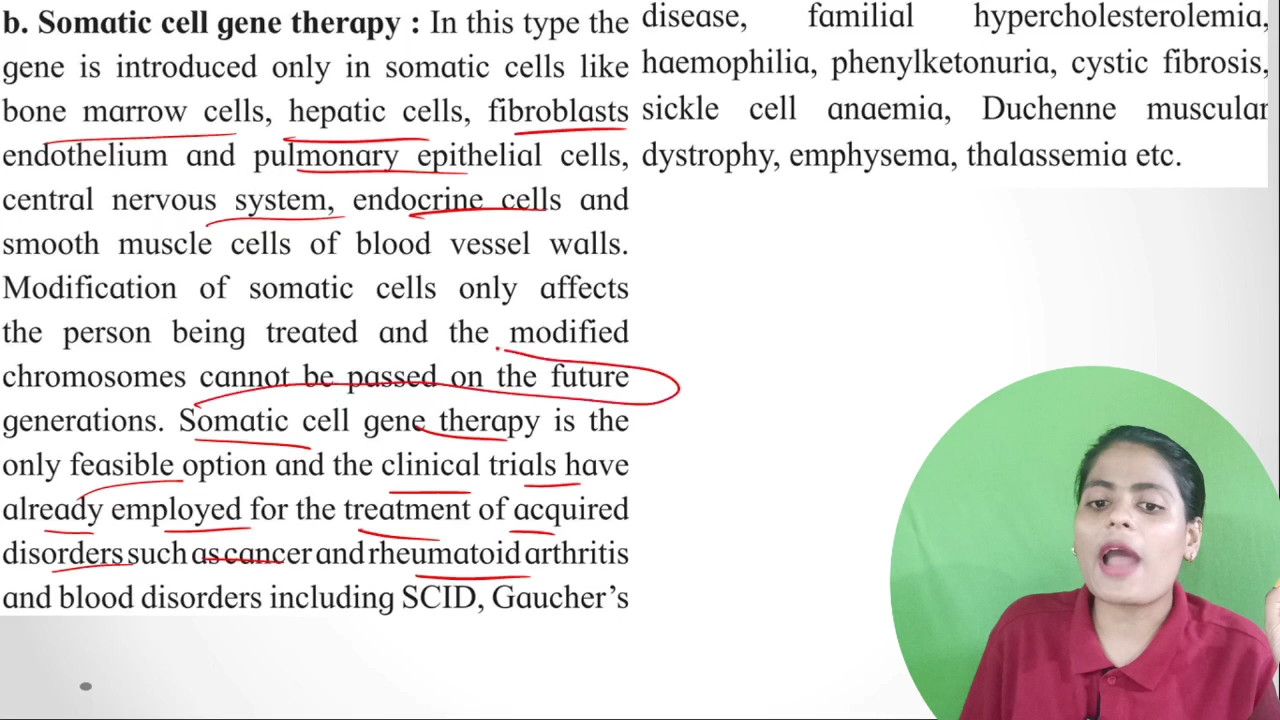 b. Somatic cell gene therapy : In this type the
gene is introduced only in somatic cells like
bone marrow cells, hepatic cells, fibroblasts
endothelium and pulmonary epithelial cells,
central nervous system, endocrine cells and
smooth muscle cells of blood vessel walls.
Modification of somatic cells only affects
the person being treated and the modified
chromosomes cannot be passed on the future
generations. Somatic cell gene therapy is the
only feasible option and the clinical trials have
already employed for the treatment of acquired
disorders such as cancer and rheumatoid arthritis
and blood disorders including SCID, Gaucher’s
disease, familial hypercholesterolemia,
haemophilia, phenylketonuria, cystic fibrosis,
sickle cell anaemia, Duchenne muscular
dystrophy, emphysema, thalassemia etc.